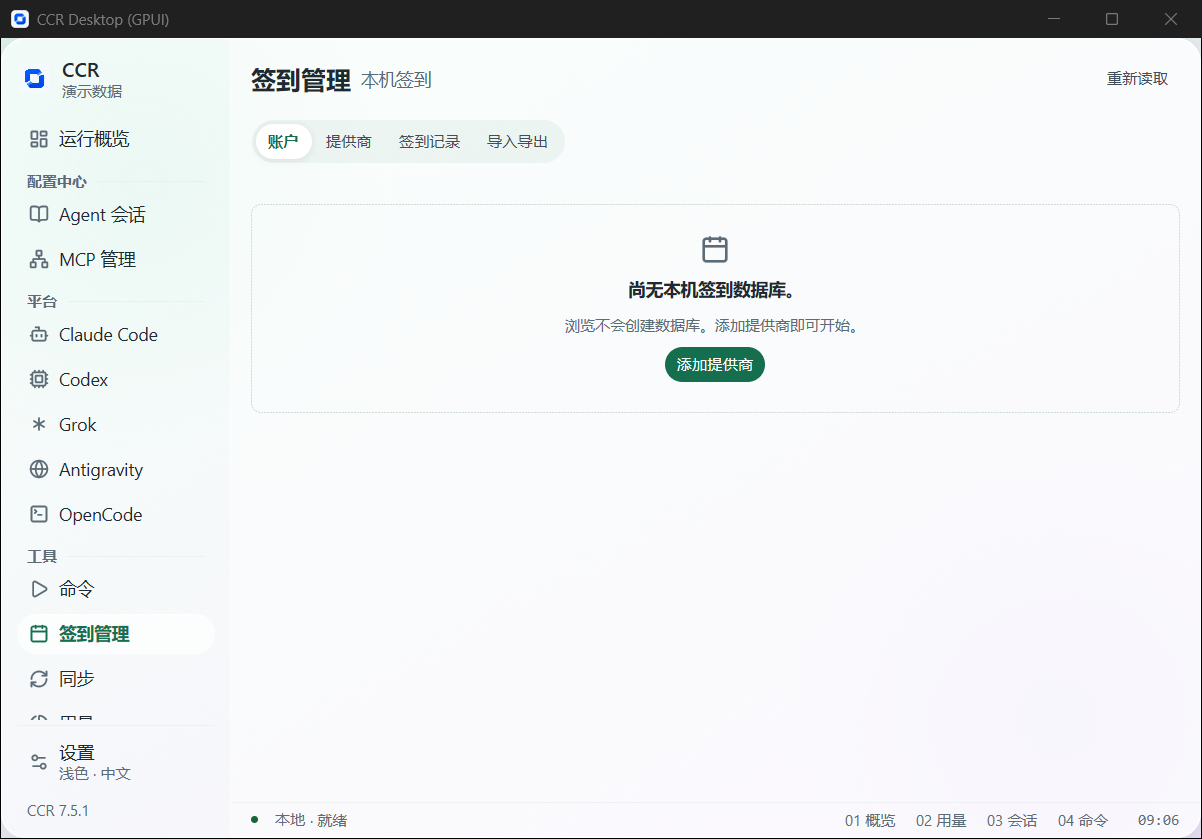 CCR Desktop (GPUI)
CCR
演示数据
运行概览
配置中心
Agent 会话
MCP 管理
平台
Claude Code
Codex
Grok
Antigravity
OpenCode
工具
命令
签到管理
同步
设置
浅色 · 中文
CCR 7.5.1
签到管理 本机签到
重新读取
账户 提供商 签到记录 导入导出
尚无本机签到数据库。
浏览不会创建数据库。添加提供商即可开始。
添加提供商
本地 · 就绪
01 概览 02 用量 03 会话 04 命令 09:06